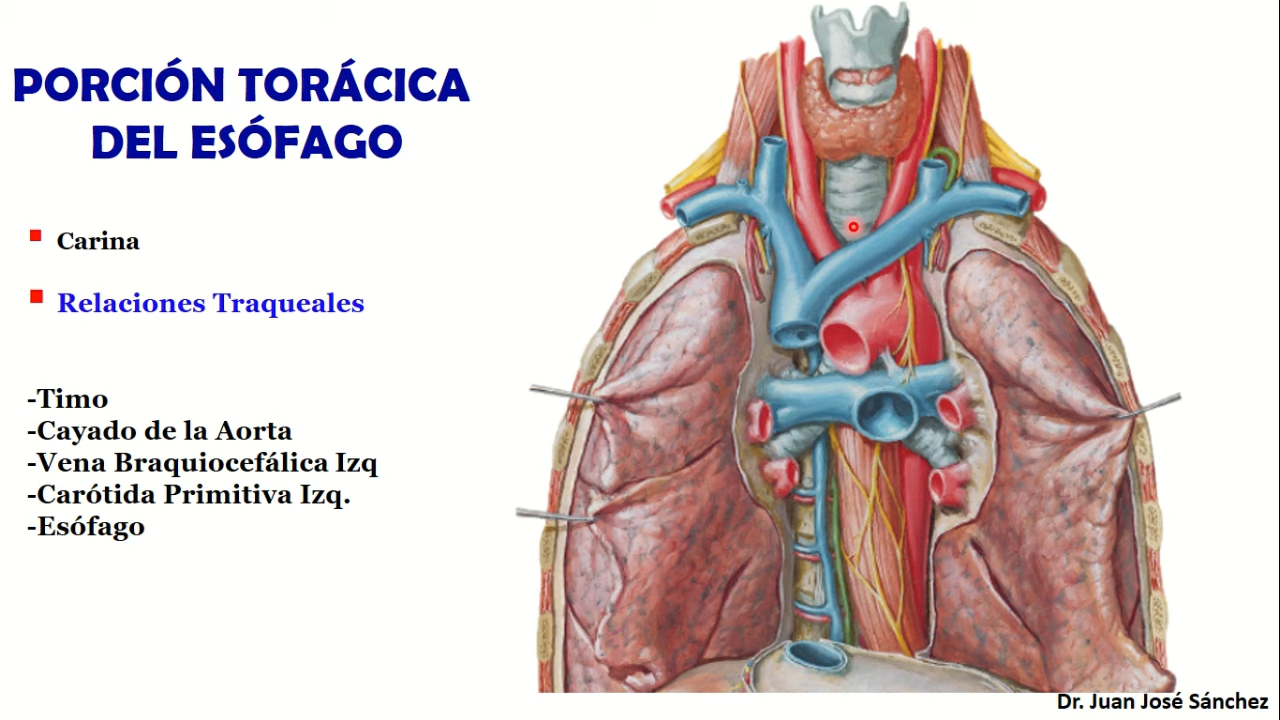 PORCIÓN TORÁCICA
DEL ESÓFAGO
Carina
Relaciones Traqueales
-Timo
-Cayado de la Aorta
-Vena Braquiocefálica Izq
-Carótida Primitiva Izq.
-Esófago
Dr. Juan José Sánchez